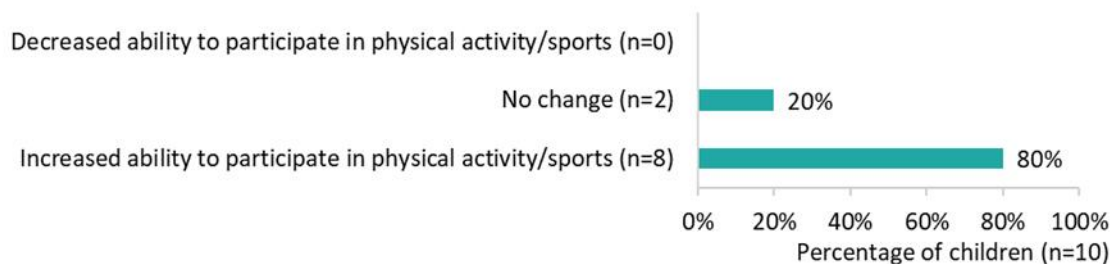 Decreased ability to participate in physical activity/sports (n=0)
No change (n=2)
20%
Increased ability to participate in physical activity/sports (n=8)
80%
0% 20% 40% 60% 80% 100%
Percentage of children (n=10)